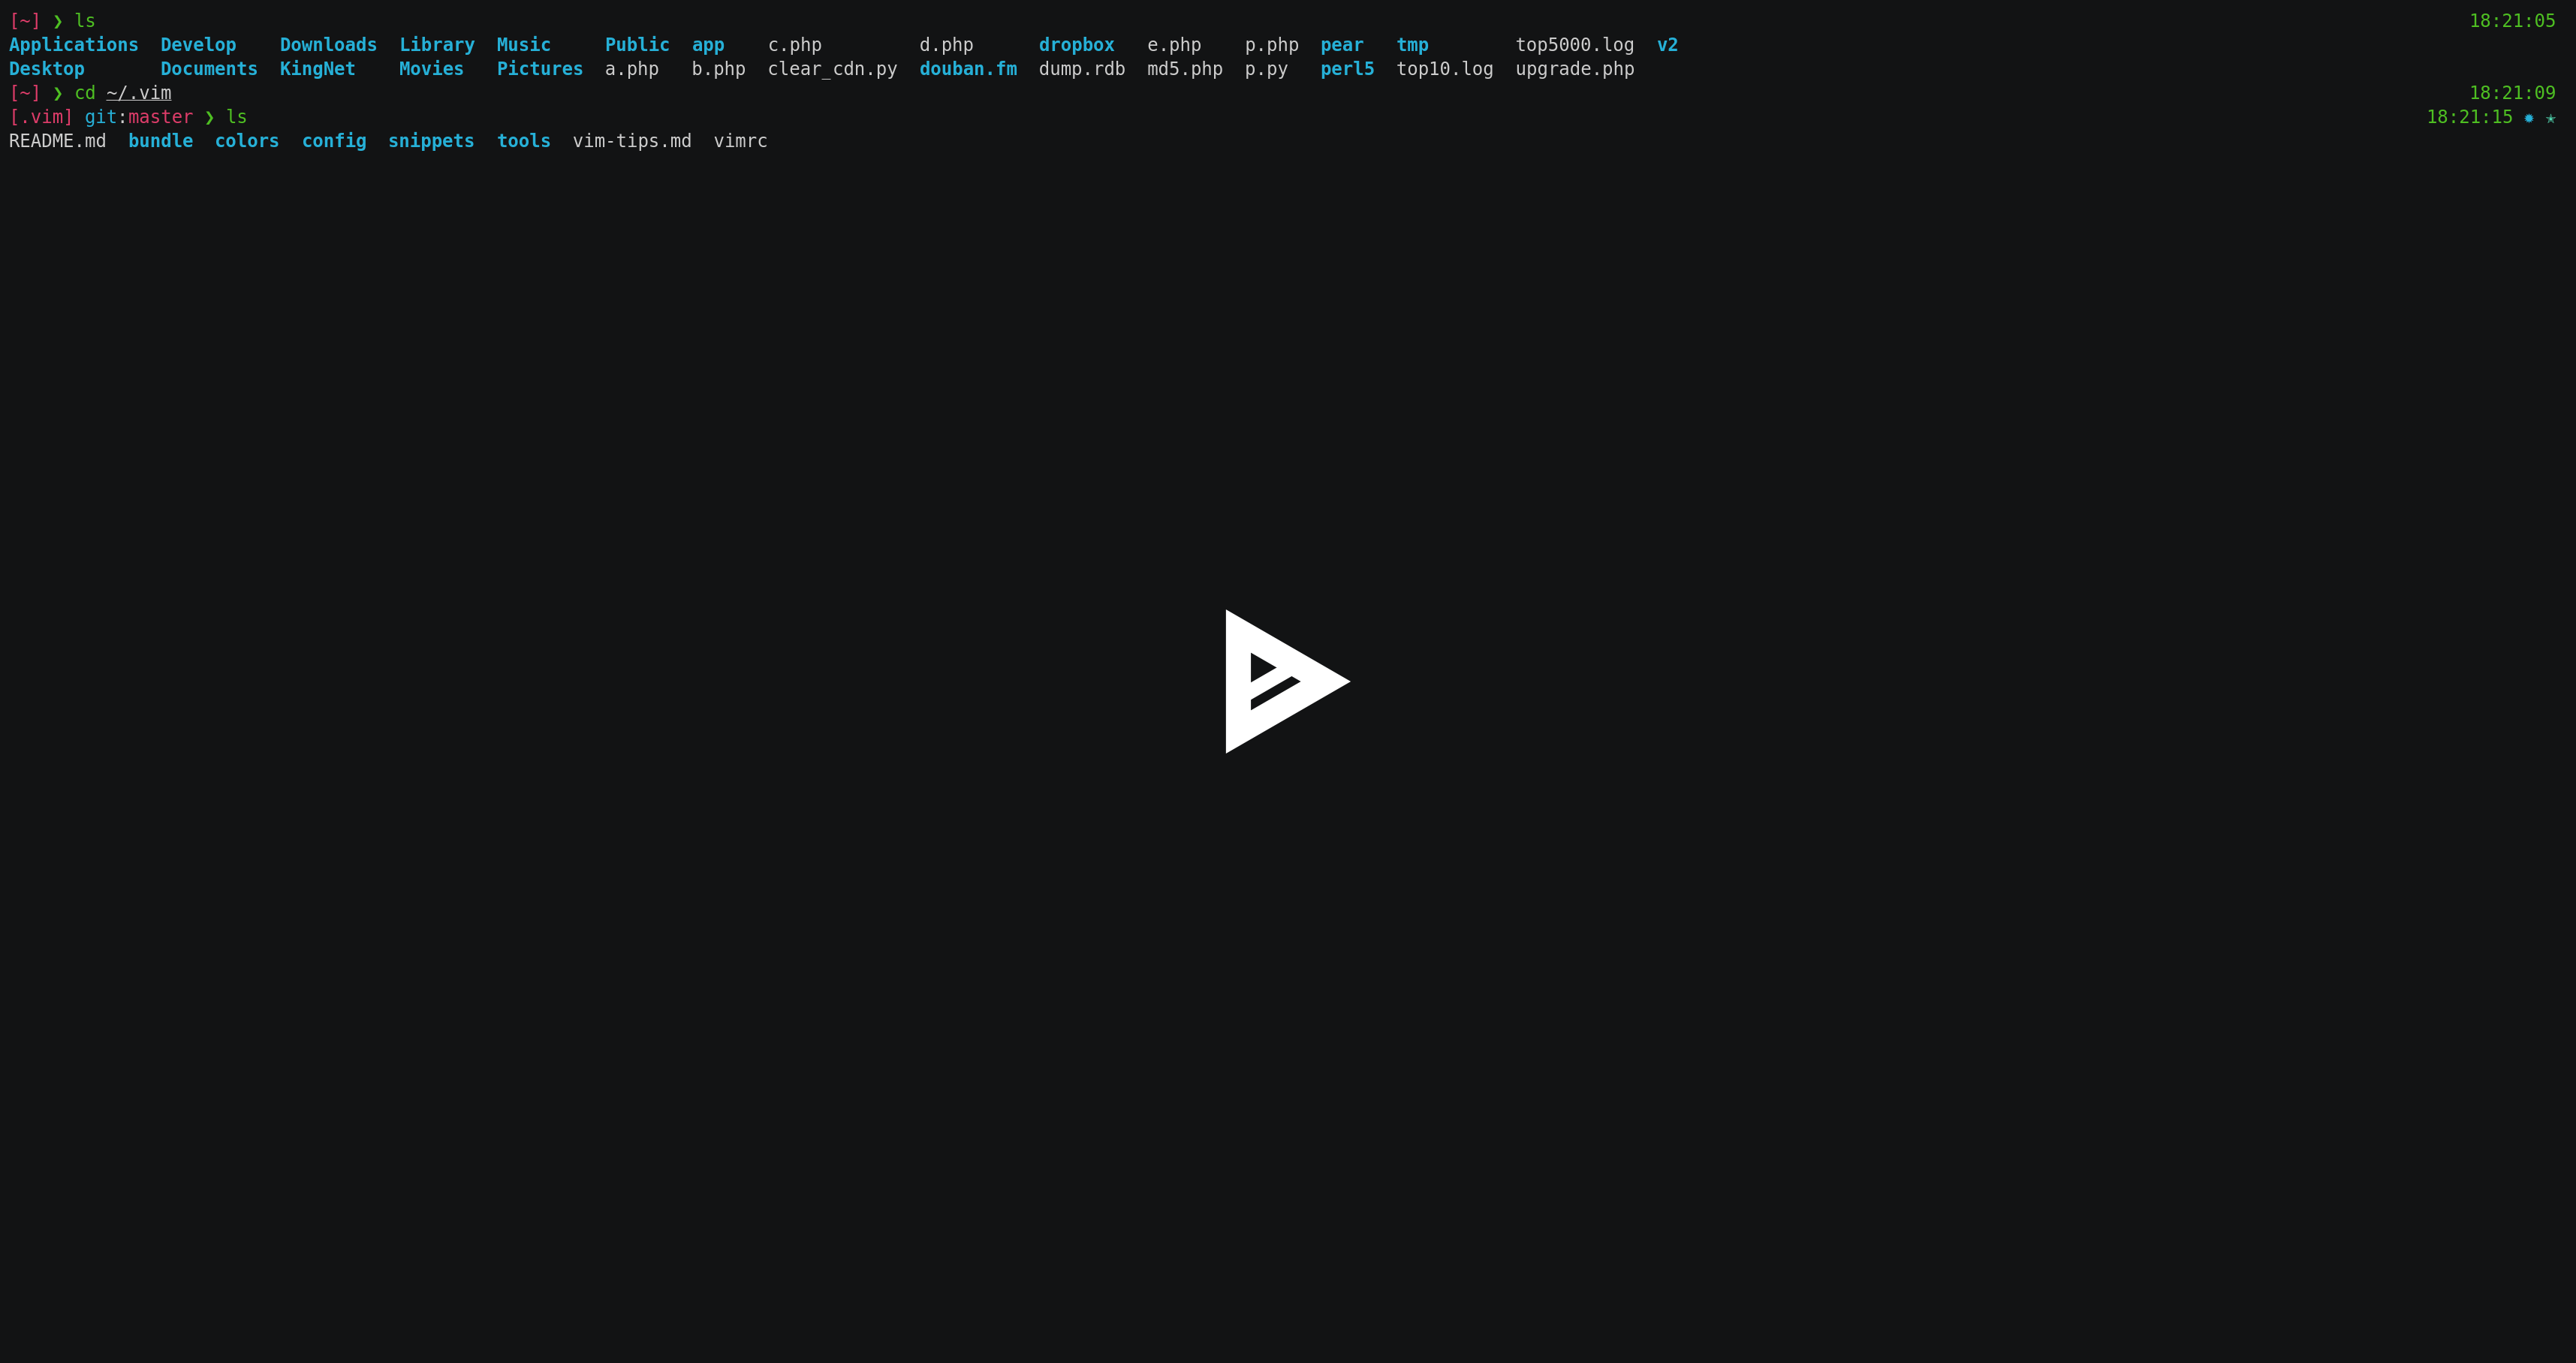 [~] ❯ ls 18:21:05
Applications Develop Downloads Library Music Public app c.php d.php dropbox e.php p.php pear tmp top5000.log v2
Desktop Documents KingNet Movies Pictures a.php b.php clear_cdn.py douban.fm dump.rdb md5.php p.py perl5 top10.log upgrade.php
[~] ❯ cd ~/.vim 18:21:09
[.vim] git:master ❯ ls 18:21:15 ✹ ✭
README.md bundle colors config snippets tools vim-tips.md vimrc